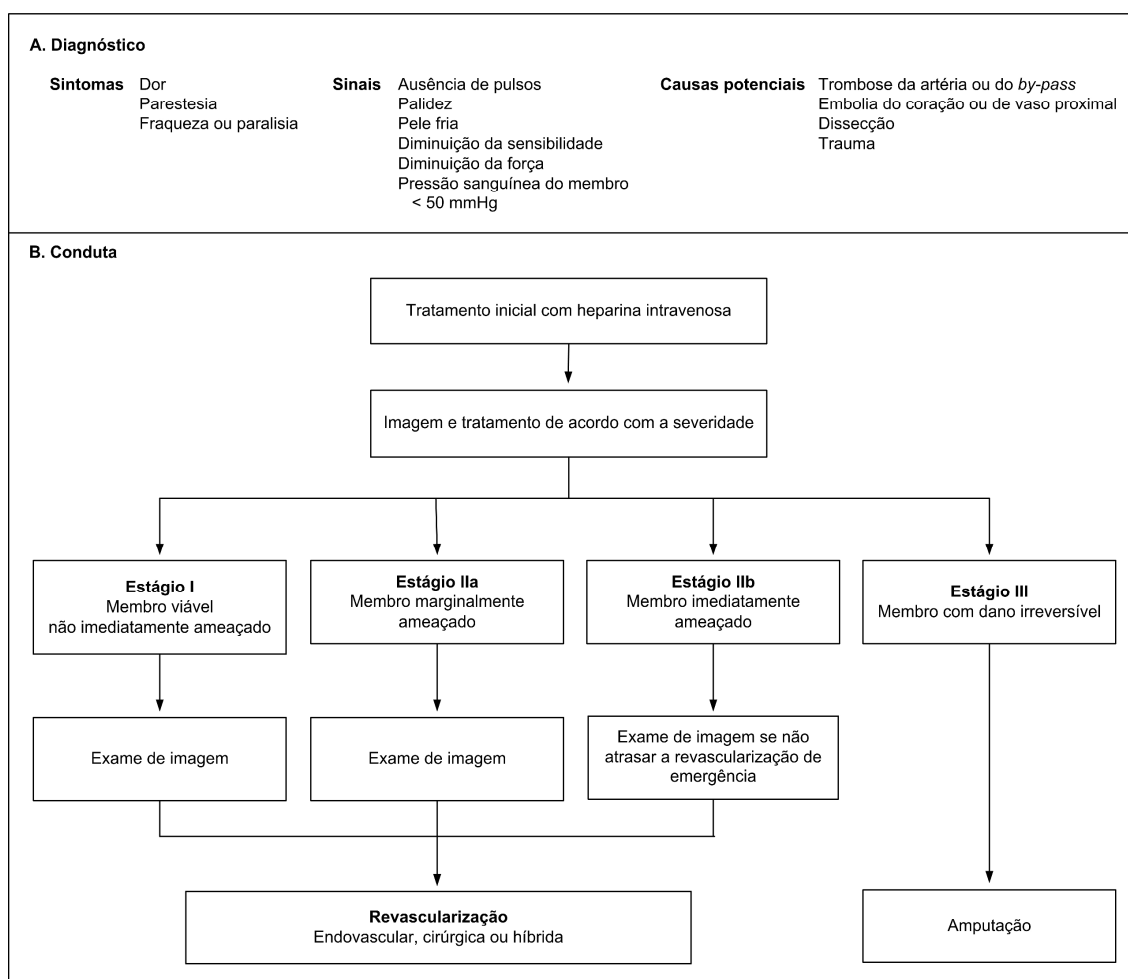 A. Diagnóstico
Sintomas Dor
Parestesia
Fraqueza ou paralisia
Sinais Ausência de pulsos
Palidez
Pele fria
Diminuição da sensibilidade
Diminuição da força
Pressão sanguínea do membro
< 50 mmHg
Causas potenciais Trombose da artéria ou do by-pass
Embolia do coração ou de vaso proximal
Dissecção
Trauma
B. Conduta
Tratamento inicial com heparina intravenosa
Imagem e tratamento de acordo com a severidade
Estágio I
Membro viável
não imediatamente ameaçado
Estágio IIa
Membro marginalmente
ameaçado
Estágio IIb
Membro imediatamente
ameaçado
Estágio III
Membro com dano irreversível
Exame de imagem
Exame de imagem
Exame de imagem se não
atrasar a revascularização de
emergência
Revascularização
Endovascular, cirúrgica ou híbrida
Amputação